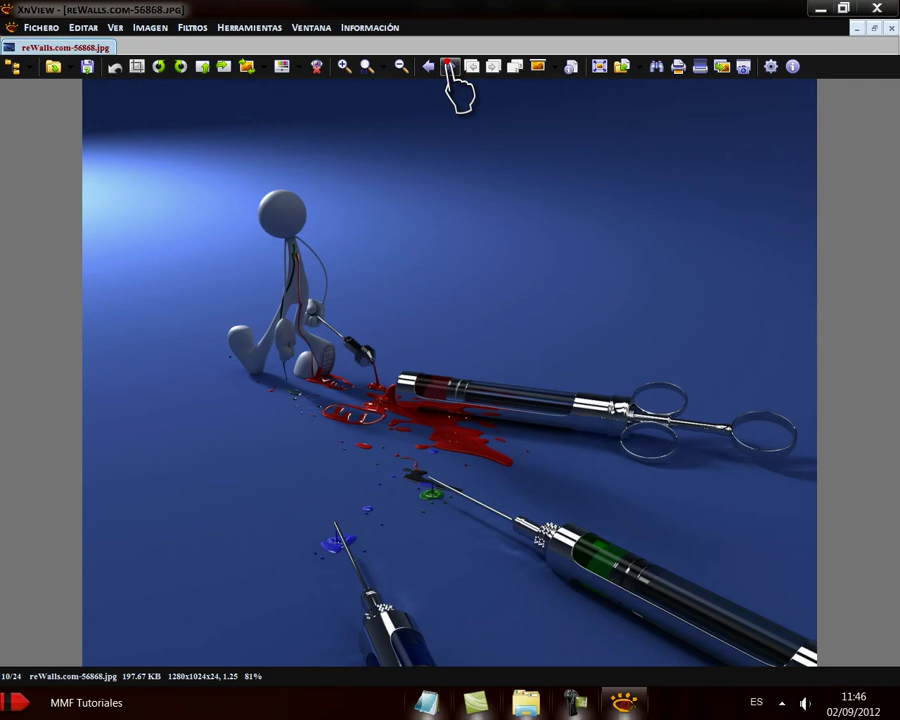 XnView - [reWalls.com-56868.jpg]
Fichero Editar Ver Imagen Filtros Herramientas Ventana Información
reWalls.com-56868.jpg
10/24 reWalls.com-56868.jpg 197.67 KB 1280x1024x24, 1.25 81%
MMF Tutoriales
ES
11:46
02/09/2012